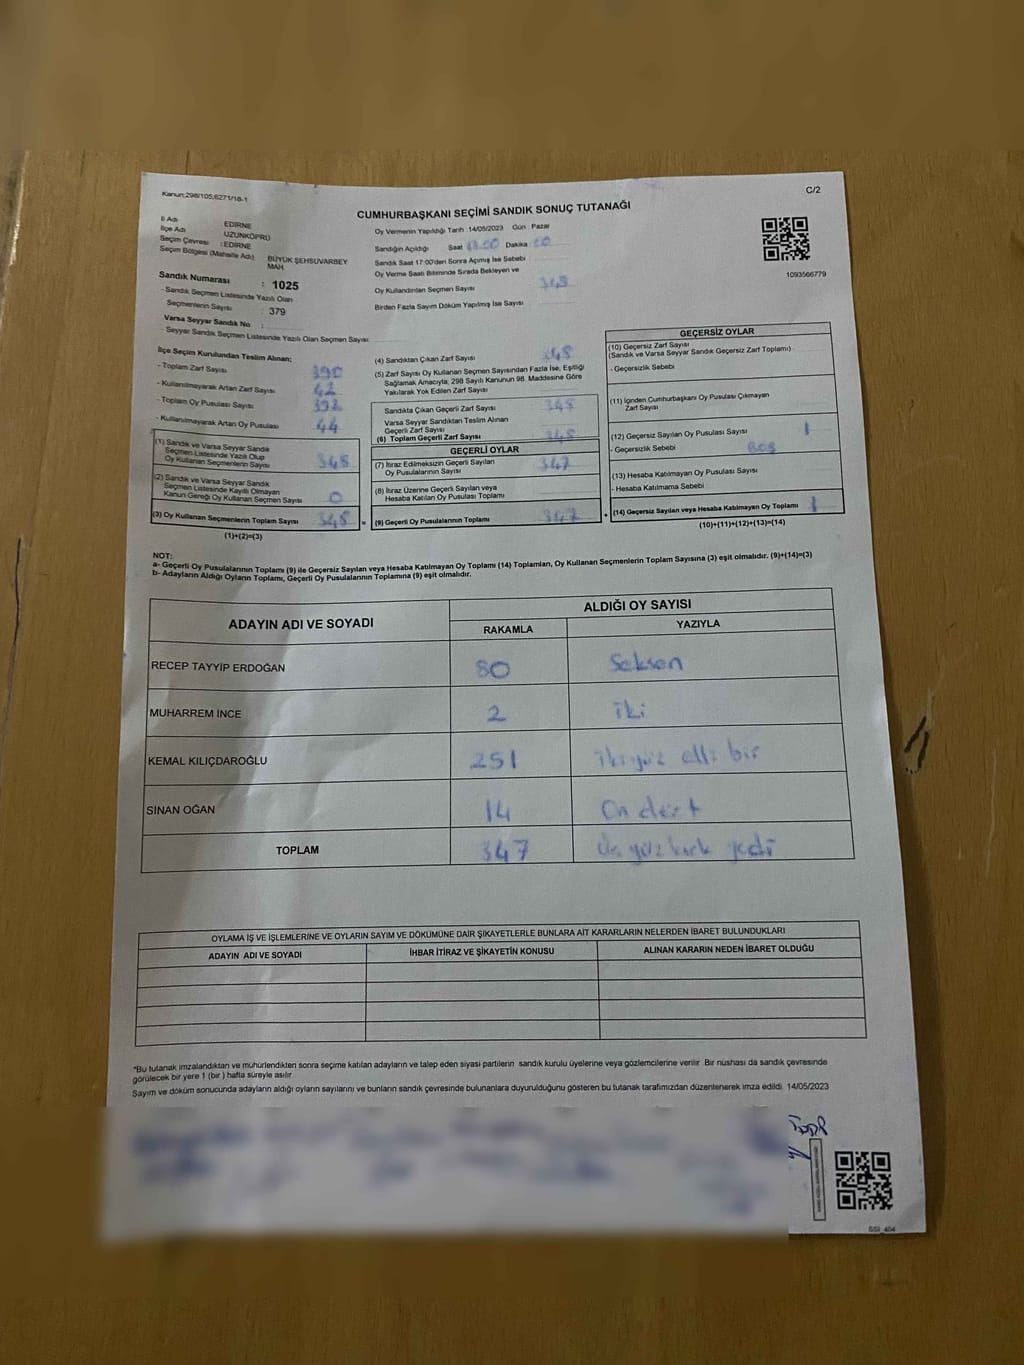 Kanun:298/105,6271/18-1
C/2
CUMHURBAŞKANI SEÇİMİ SANDIK SONUÇ TUTANAĞI
İl Adı EDİRNE
İlçe Adı UZUNKÖPRÜ
Seçim Çevresi : EDİRNE
Seçim Bölgesi (Mahalle Adı) BÜYÜK ŞEHSUVARBEY MAH
Sandık Numarası : 1025
- Sandık Seçmen Listesinde Yazılı Olan
Seçmenlerin Sayısı : 379
Varsa Seyyar Sandık No :
- Seyyar Sandık Seçmen Listesinde Yazılı Olan Seçmen Sayısı
Oy Vermenin Yapıldığı Tarih 14/05/2023 Gün : Pazar
Sandığın Açıldığı Saat Dakika
Sandık Saat 17:00'den Sonra Açılmış İse Sebebi
Oy Verme Saati Bitiminde Sırada Bekleyen ve
Oy Kullandırılan Seçmen Sayısı 348
Birden Fazla Sayım Döküm Yapılmış İse Sayısı
1093566779
İlçe Seçim Kurulundan Teslim Alınan;
- Toplam Zarf Sayısı 390
- Kullanılmayarak Artan Zarf Sayısı 42
- Toplam Oy Pusulası Sayısı 392
- Kullanılmayarak Artan Oy Pusulası 44
(1) Sandık ve Varsa Seyyar Sandık
Seçmen Listesinde Yazılı Olup
Oy Kullanan Seçmenlerin Sayısı 348
(2) Sandık ve Varsa Seyyar Sandık
Seçmen Listesinde Kayıtlı Olmayan
Kanun Gereği Oy Kullanan Seçmen Sayısı 0
(3) Oy Kullanan Seçmenlerin Toplam Sayısı 348
(1)+(2)=(3)
(4) Sandıktan Çıkan Zarf Sayısı 348
(5) Zarf Sayısı Oy Kullanan Seçmen Sayısından Fazla İse, Eşitliği
Sağlamak Amacıyla; 298 Sayılı Kanunun 98. Maddesine Göre
Yakılarak Yok Edilen Zarf Sayısı
Sandıkta Çıkan Geçerli Zarf Sayısı 348
Varsa Seyyar Sandıktan Teslim Alınan
Geçerli Zarf Sayısı
(6) Toplam Geçerli Zarf Sayısı 348
GEÇERLİ OYLAR
(7) İtiraz Edilmeksizin Geçerli Sayılan
Oy Pusulalarının Sayısı 347
(8) İtiraz Üzerine Geçerli Sayılan veya
Hesaba Katılan Oy Pusulası Toplamı
= (9) Geçerli Oy Pusulalarının Toplamı 347
GEÇERSİZ OYLAR
(10) Geçersiz Zarf Sayısı
(Sandık ve Varsa Seyyar Sandık Geçersiz Zarf Toplamı)
- Geçersizlik Sebebi
(11) İçinden Cumhurbaşkanı Oy Pusulası Çıkmayan
Zarf Sayısı
(12) Geçersiz Sayılan Oy Pusulası Sayısı 1
- Geçersizlik Sebebi BOŞ
(13) Hesaba Katılmayan Oy Pusulası Sayısı
- Hesaba Katılmama Sebebi
+ (14) Geçersiz Sayılan veya Hesaba Katılmayan Oy Toplamı 1
(10)+(11)+(12)+(13)=(14)
NOT:
a- Geçerli Oy Pusulalarının Toplamı (9) ile Geçersiz Sayılan veya Hesaba Katılmayan Oy Toplamı (14) Toplamları, Oy Kullanan Seçmenlerin Toplam Sayısına (3) eşit olmalıdır. (9)+(14)=(3)
b- Adayların Aldığı Oyların Toplamı, Geçerli Oy Pusulalarının Toplamına (9) eşit olmalıdır.
ADAYIN ADI VE SOYADI ALDIĞI OY SAYISI
RAKAMLA YAZIYLA
RECEP TAYYİP ERDOĞAN 80 Seksen
MUHARREM İNCE 2 iki
KEMAL KILIÇDAROĞLU 251 ikiyüz elli bir
SİNAN OĞAN 14 On dört
TOPLAM 347 Üç yüz kırk yedi
OYLAMA İŞ VE İŞLEMLERİNE VE OYLARIN SAYIM VE DÖKÜMÜNE DAİR ŞİKAYETLERLE BUNLARA AİT KARARLARIN NELERDEN İBARET BULUNDUKLARI
ADAYIN ADI VE SOYADI İHBAR İTİRAZ VE ŞİKAYETİN KONUSU ALINAN KARARIN NEDEN İBARET OLDUĞU
*Bu tutanak imzalandıktan ve mühürlendikten sonra seçime katılan adayların ve talep eden siyasi partilerin sandık kurulu üyelerine veya gözlemcilerine verilir. Bir nüshası da sandık çevresinde
görülecek bir yere 1 (bir) hafta süreyle asılır.
Sayım ve döküm sonucunda adayların aldığı oyların sayılarını ve bunların sandık çevresinde bulunanlara duyurulduğunu gösteren bu tutanak tarafımızdan düzenlenerek imza edildi. 14/05/2023